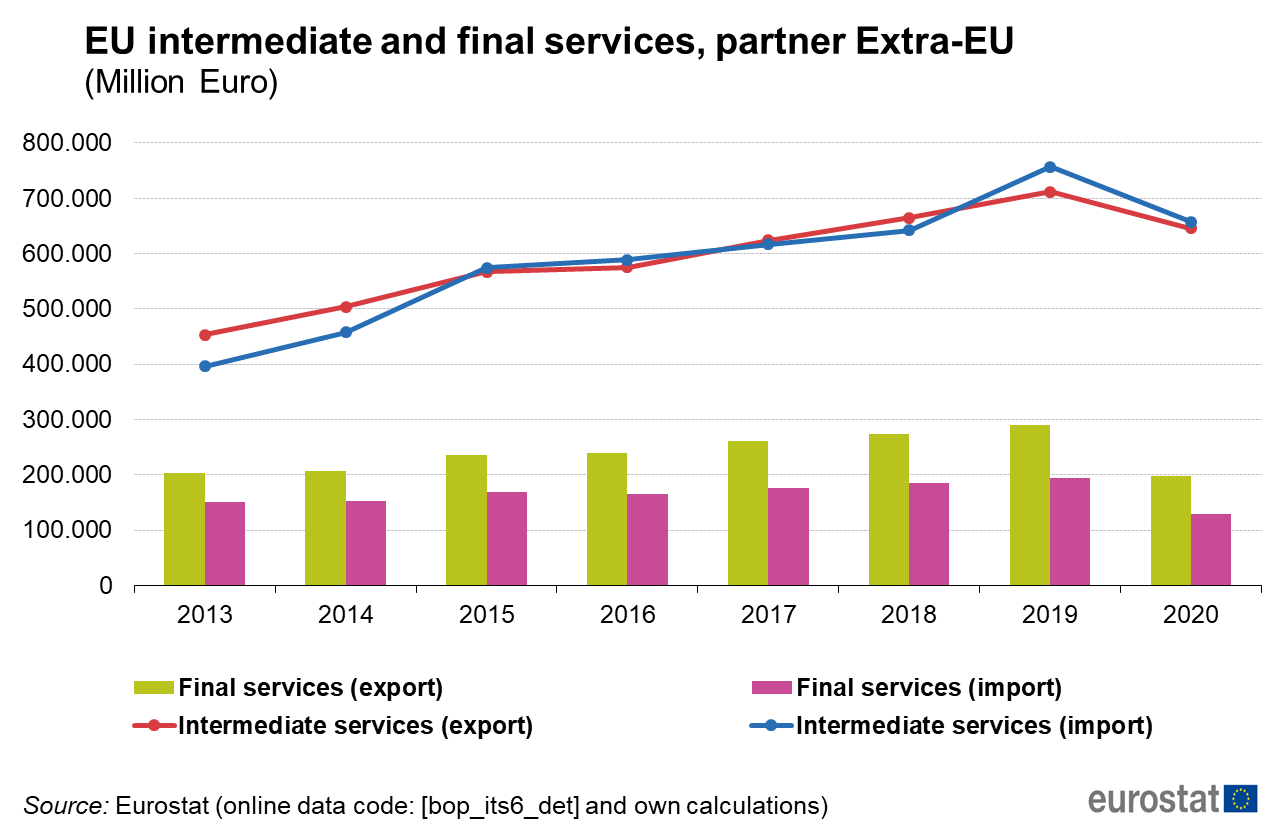 EU intermediate and final services, partner Extra-EU
(Million Euro)
800.000
700.000
600.000
500.000
400.000
300.000
200.000
100.000
0
2013 2014 2015 2016 2017 2018 2019 2020
Final services (export) Final services (import)
Intermediate services (export) Intermediate services (import)
Source: Eurostat (online data code: [bop_its6_det] and own calculations)
eurostat